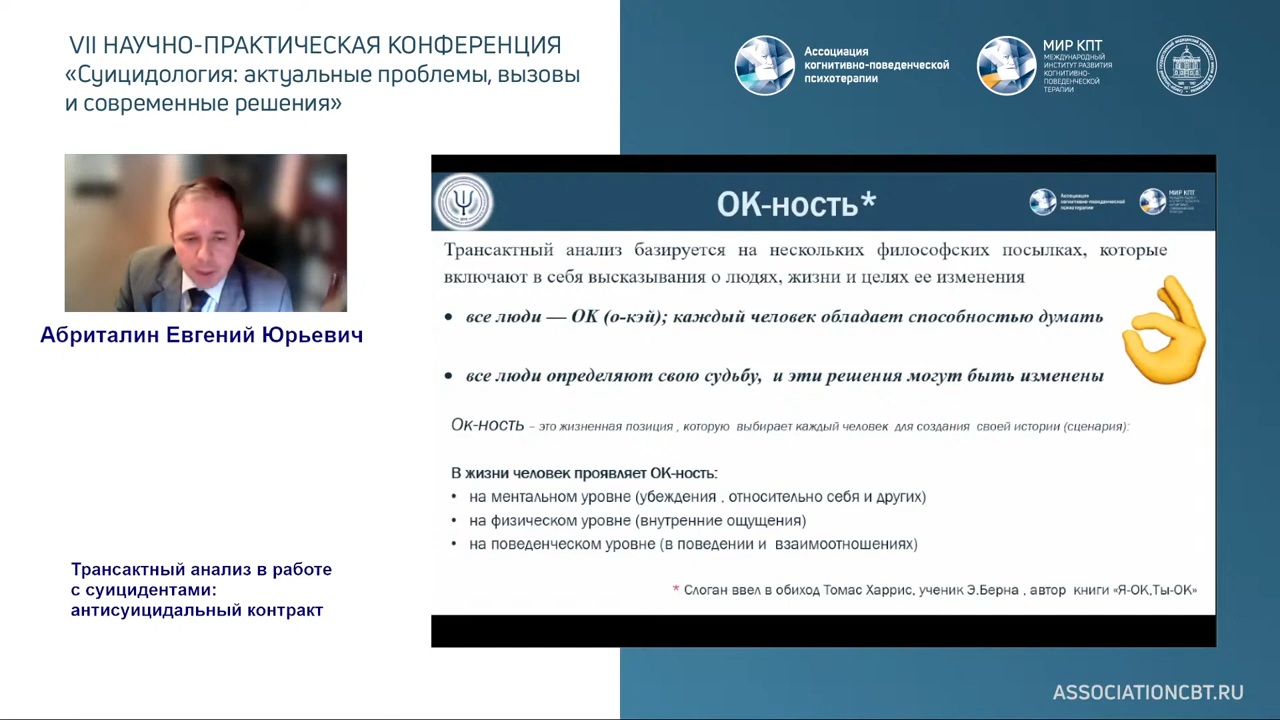 VII НАУЧНО-ПРАКТИЧЕСКАЯ КОНФЕРЕНЦИЯ
«Суицидология: актуальные проблемы, вызовы
и современные решения»
Ассоциация
когнитивно-поведенческой
психотерапии
МИР КПТ
МЕЖДУНАРОДНЫЙ
ИНСТИТУТ РАЗВИТИЯ
КОГНИТИВНО-
ПОВЕДЕНЧЕСКОЙ
ТЕРАПИИ
Абриталин Евгений Юрьевич
Трансактный анализ в работе
с суицидентами:
антисуицидальный контракт
ОК-ность*
Ассоциация
когнитивно-поведенческой
психотерапии
МИР КПТ
Трансактный анализ базируется на нескольких философских посылках, которые
включают в себя высказывания о людях, жизни и целях ее изменения
• все люди — ОК (о-кэй); каждый человек обладает способностью думать
• все люди определяют свою судьбу, и эти решения могут быть изменены
Ок-ность – это жизненная позиция , которую выбирает каждый человек для создания своей истории (сценария):
В жизни человек проявляет ОК-ность:
• на ментальном уровне (убеждения , относительно себя и других)
• на физическом уровне (внутренние ощущения)
• на поведенческом уровне (в поведении и взаимоотношениях)
* Слоган ввел в обиход Томас Харрис, ученик Э.Берна , автор книги «Я-ОК,Ты-ОК»
ASSOCIATIONCBT.RU